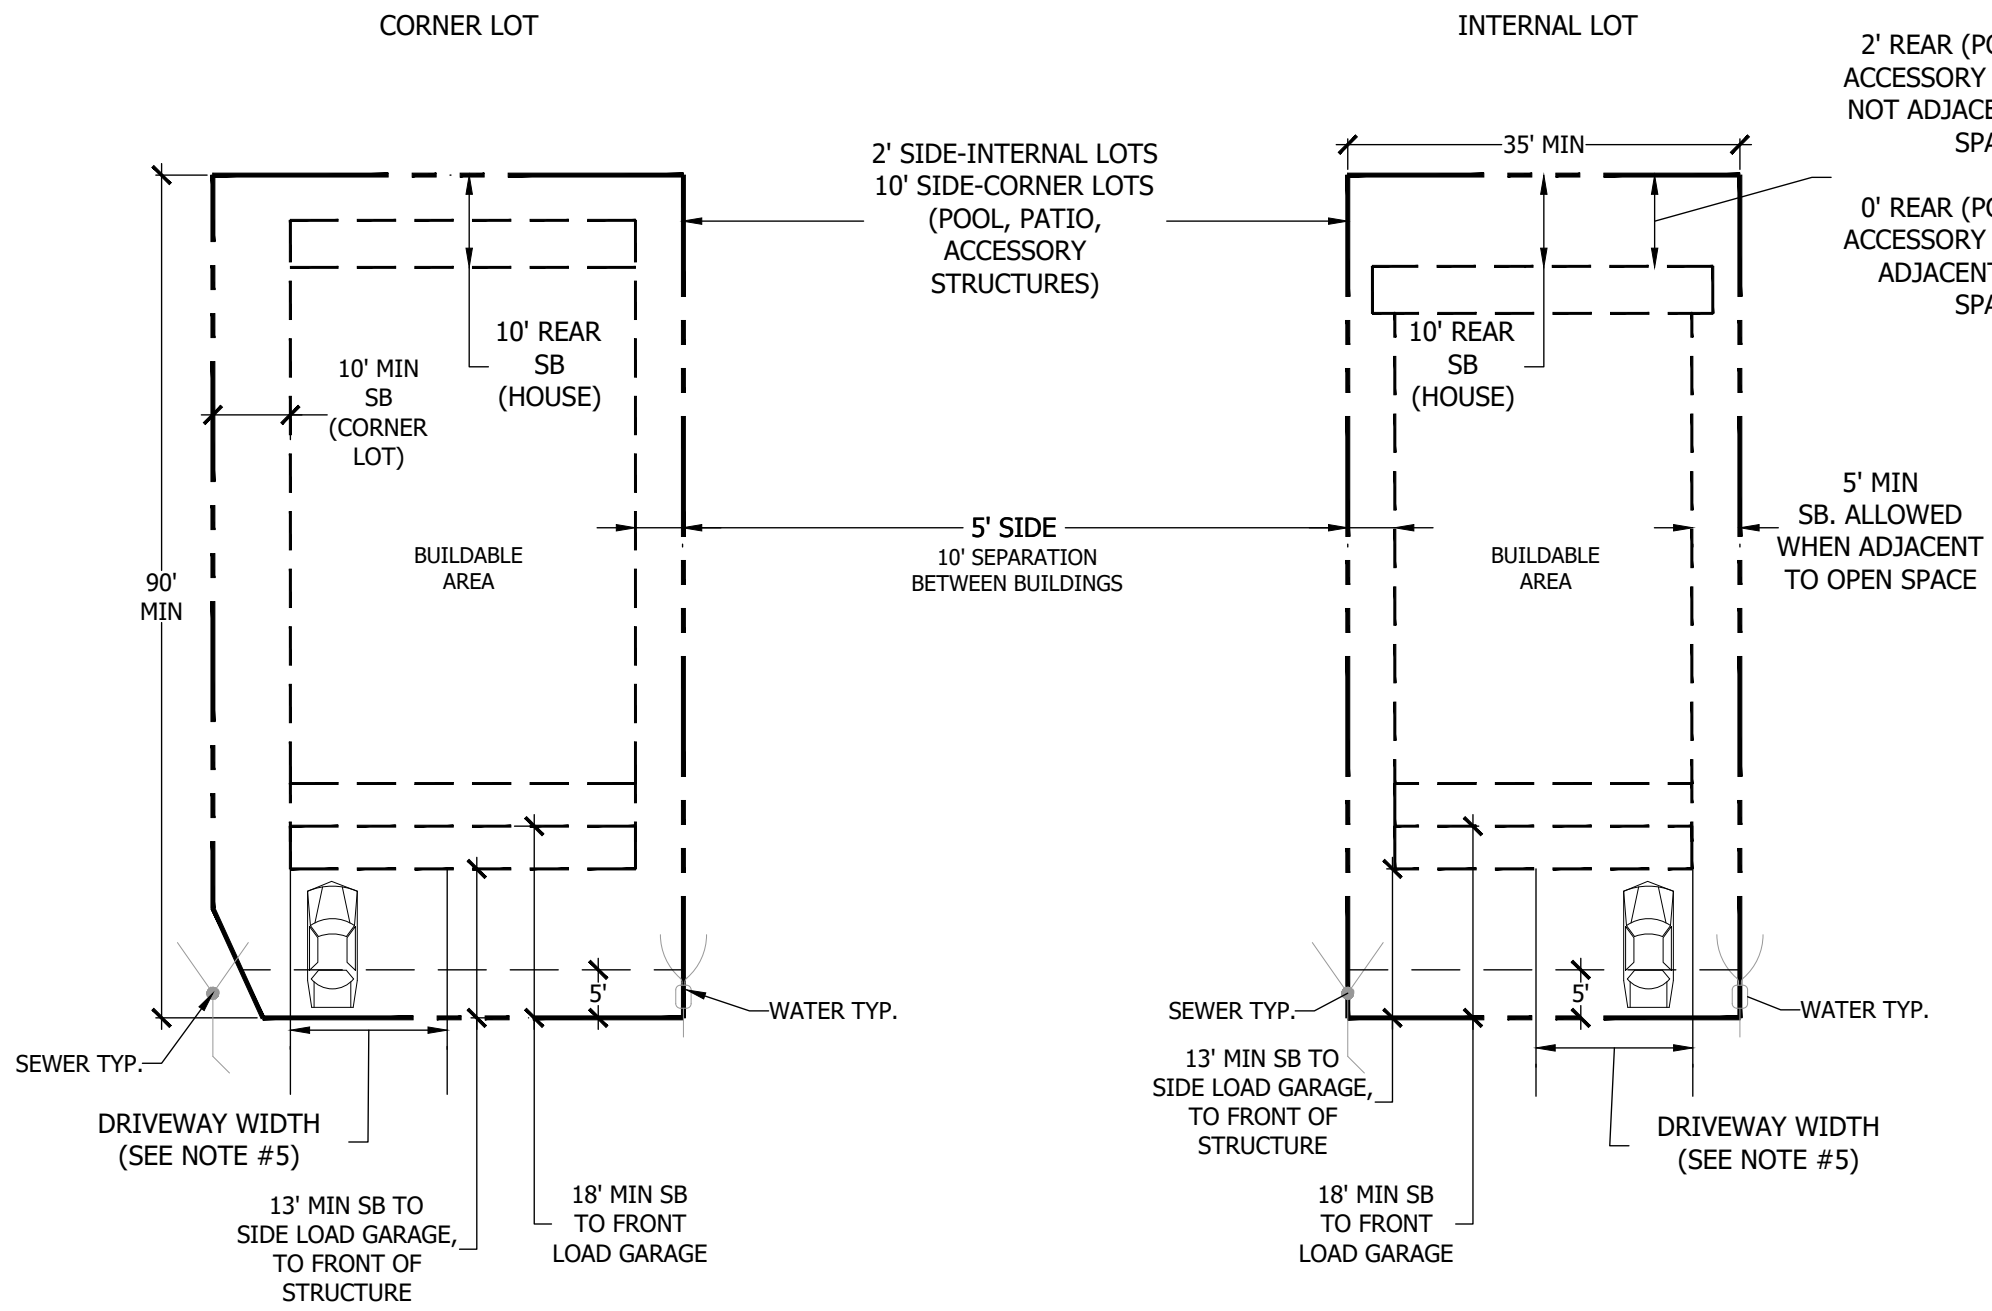 CORNER LOT
INTERNAL LOT
2' REAR
ACCESSORY
NOT
SPA
0' REAR
ACCESSORY
SPA
35' MIN
2' SIDE-INTERNAL LOTS
10' SIDE-CORNER LOTS
(POOL, PATIO,
ACCESSORY
STRUCTURES)
10' REAR
SB
(HOUSE)
10' MIN
SB
(CORNER
LOT)
10' REAR
SB
(HOUSE)
5' SIDE
10' SEPARATION
BETWEEN BUILDINGS
5' MIN
SB. ALLOWED
WHEN ADJACENT
TO OPEN SPACE
BUILDABLE
AREA
BUILDABLE
AREA
90'
MIN
5'
WATER TYP.
SEWER TYP.
5'
SEWER TYP.
WATER TYP.
DRIVEWAY WIDTH
(SEE NOTE #5)
13' MIN SB TO
SIDE LOAD GARAGE,
TO FRONT OF
STRUCTURE
18' MIN SB
TO FRONT
LOAD GARAGE
13' MIN SB TO
SIDE LOAD GARAGE,
TO FRONT OF
STRUCTURE
18' MIN SB
TO FRONT
LOAD GARAGE
DRIVEWAY WIDTH
(SEE NOTE #5)